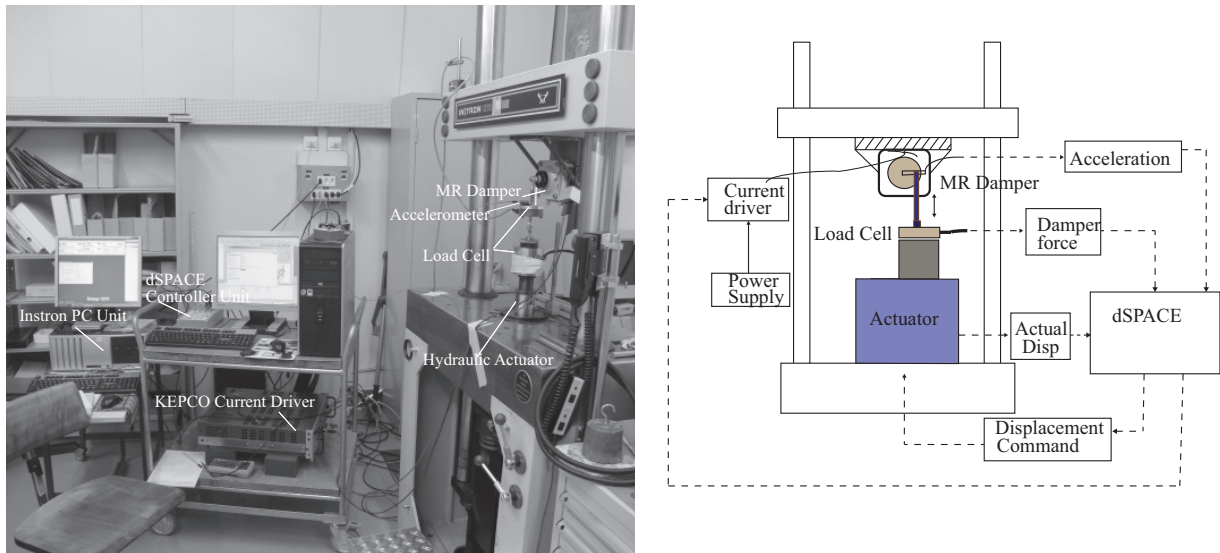 INSTRON
MR Damper
Accelerometer
Load Cell
dSPACE
Controller Unit
Instron PC Unit
Hydraulic Actuator
KEPCO Current Driver
Acceleration
MR Damper
Current
driver
Load Cell
Damper
force
Power
Supply
Actuator
Actual
Disp
dSPACE
Displacement
Command